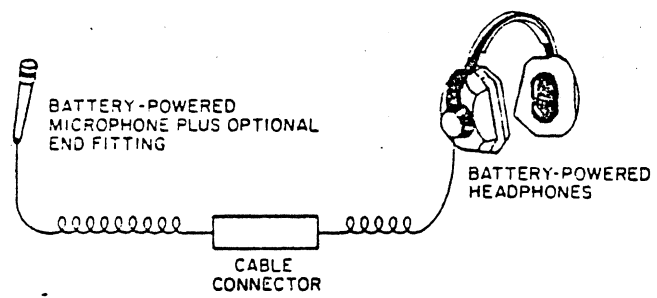 BATTERY-POWERED
MICROPHONE PLUS OPTIONAL
END FITTING
BATTERY-POWERED
HEADPHONES
CABLE
CONNECTOR